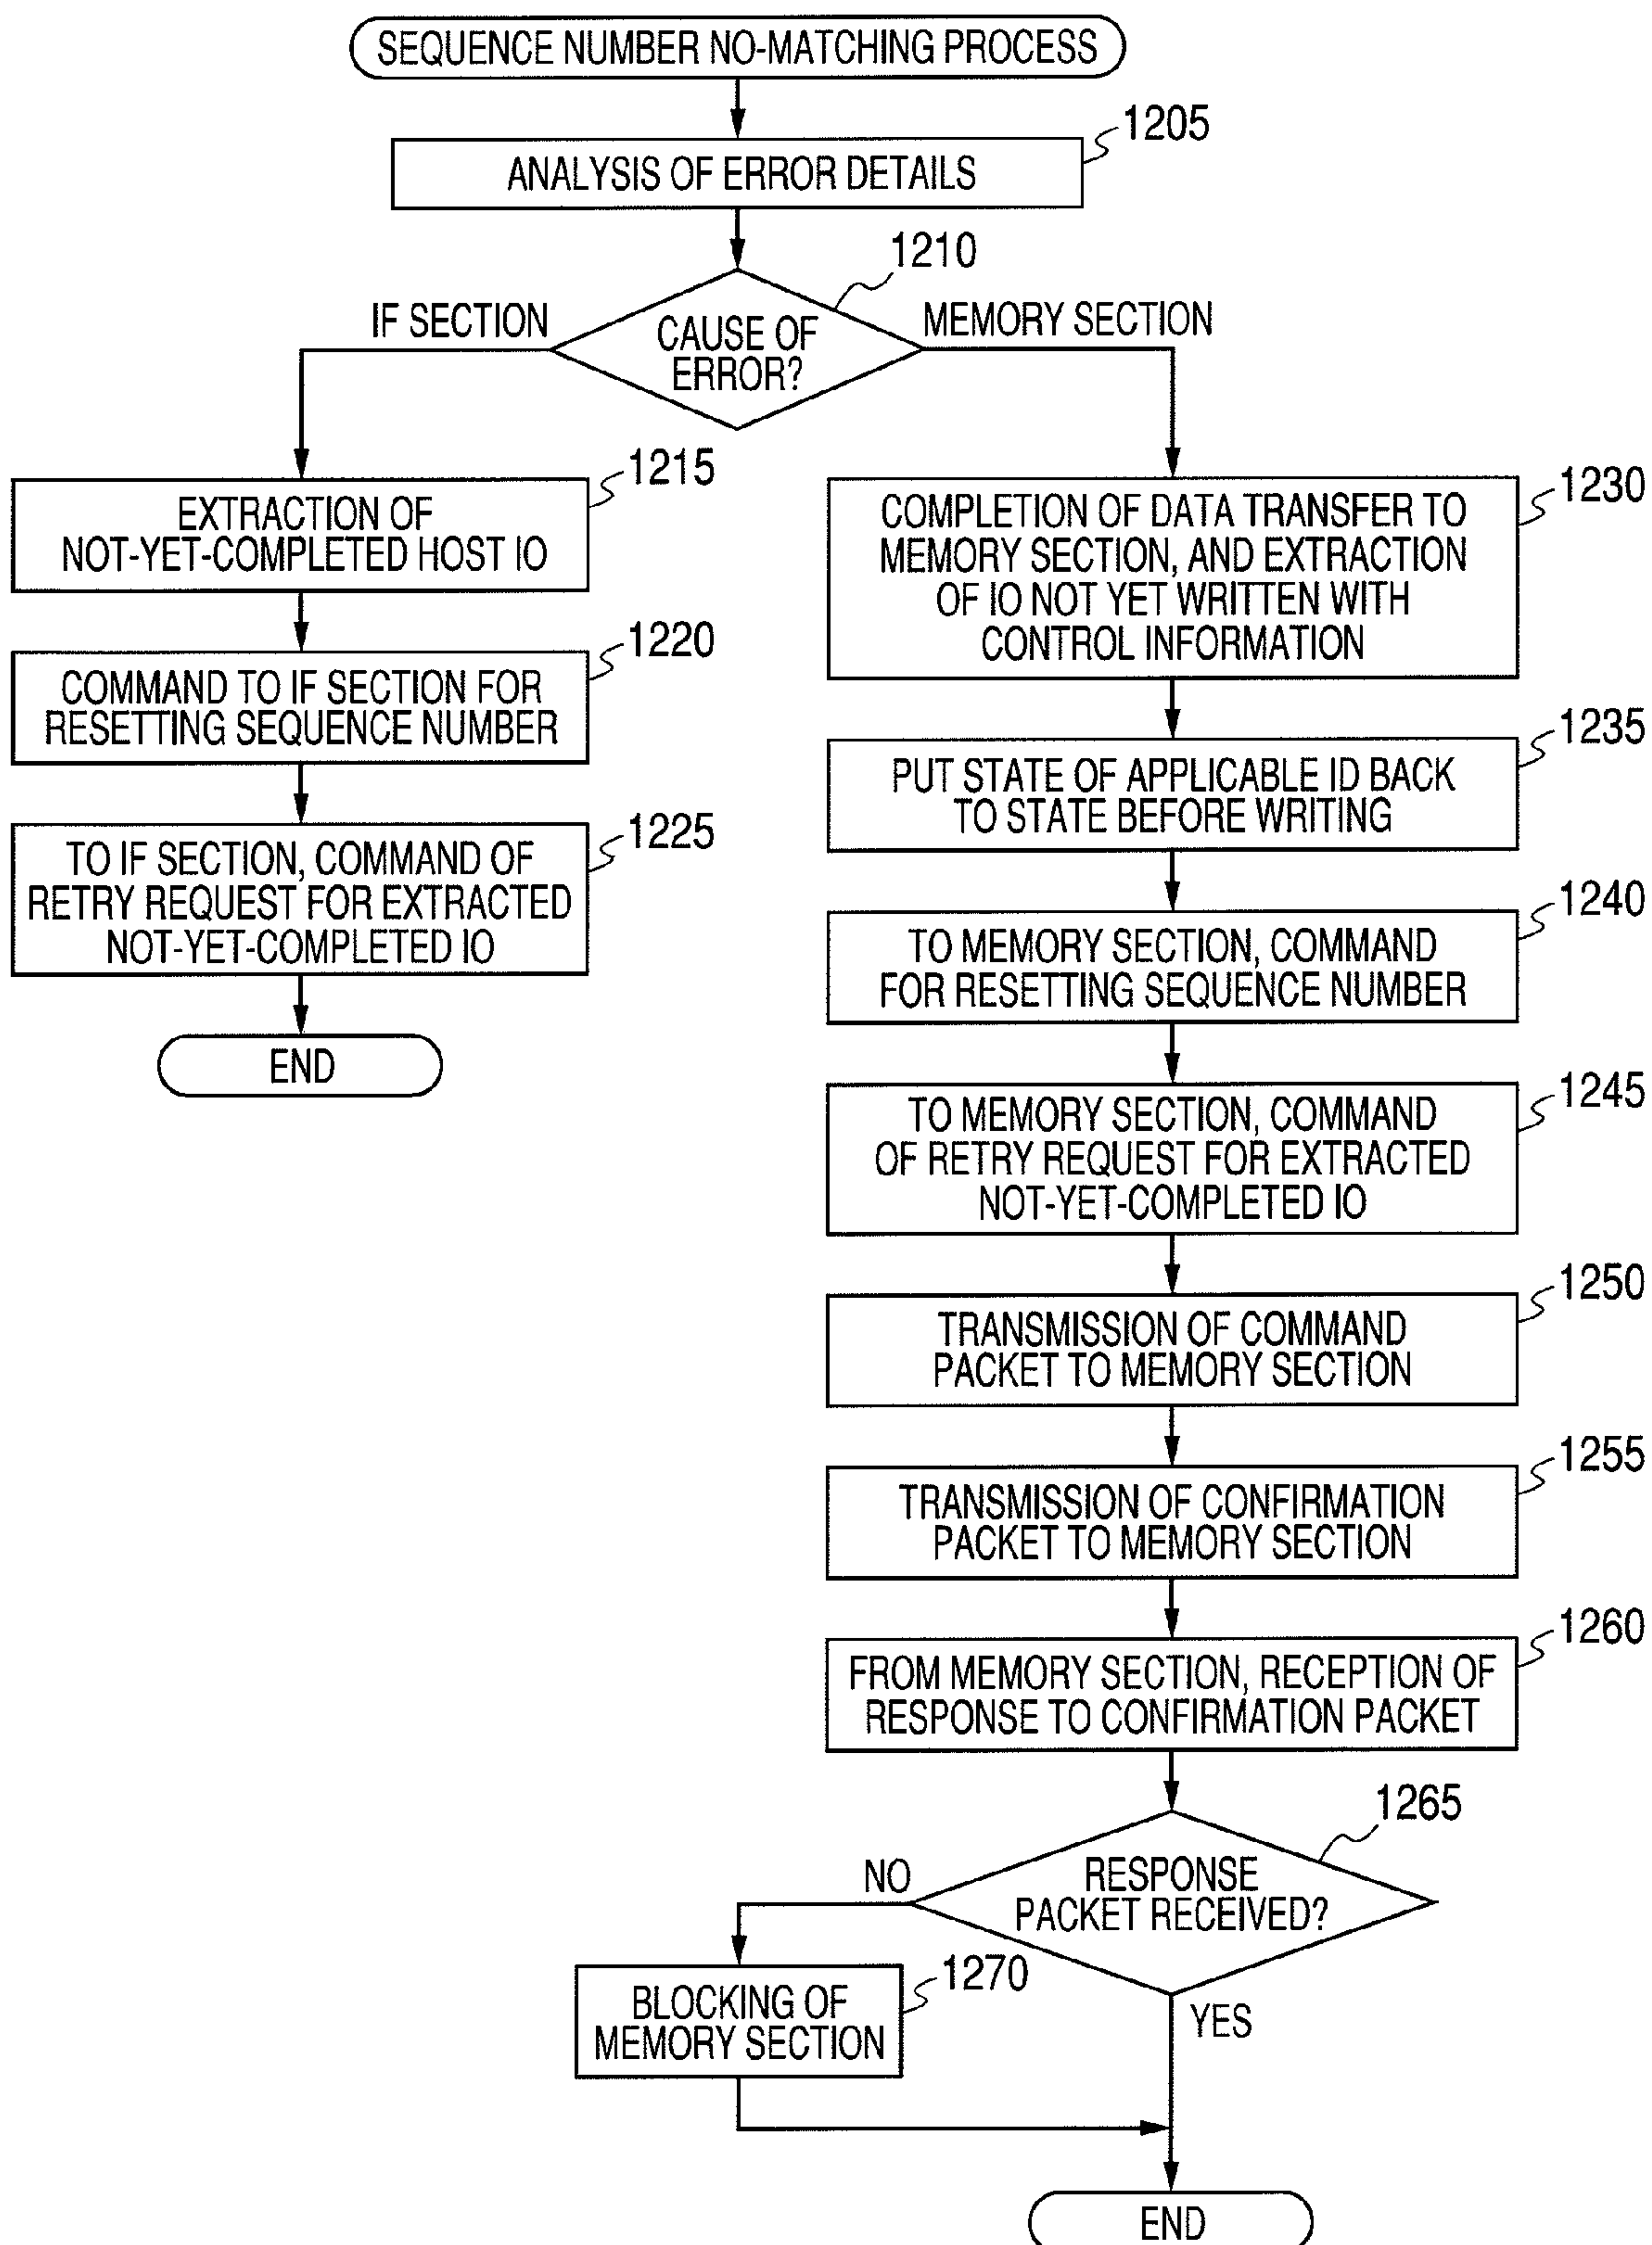 SEQUENCE NUMBER NO-MATCHING PROCESS
1205
ANALYSIS OF ERROR DETAILS
1210
IF SECTION
MEMORY SECTION
CAUSE OF
ERROR?
1215
EXTRACTION OF
NOT-YET-COMPLETED HOST IO
1220
COMMAND TO IF SECTION FOR
RESETTING SEQUENCE NUMBER
1225
TO IF SECTION, COMMAND OF
RETRY REQUEST FOR EXTRACTED
NOT-YET-COMPLETED IO
END
1230
COMPLETION OF DATA TRANSFER TO
MEMORY SECTION, AND EXTRACTION
OF IO NOT YET WRITTEN WITH
CONTROL INFORMATION
1235
PUT STATE OF APPLICABLE ID BACK
TO STATE BEFORE WRITING
1240
TO MEMORY SECTION, COMMAND
FOR RESETTING SEQUENCE NUMBER
1245
TO MEMORY SECTION, COMMAND
OF RETRY REQUEST FOR EXTRACTED
NOT-YET-COMPLETED IO
1250
TRANSMISSION OF COMMAND
PACKET TO MEMORY SECTION
1255
TRANSMISSION OF CONFIRMATION
PACKET TO MEMORY SECTION
1260
FROM MEMORY SECTION, RECEPTION OF
RESPONSE TO CONFIRMATION PACKET
1265
NO
RESPONSE
PACKET RECEIVED?
1270
BLOCKING OF
MEMORY SECTION
YES
END